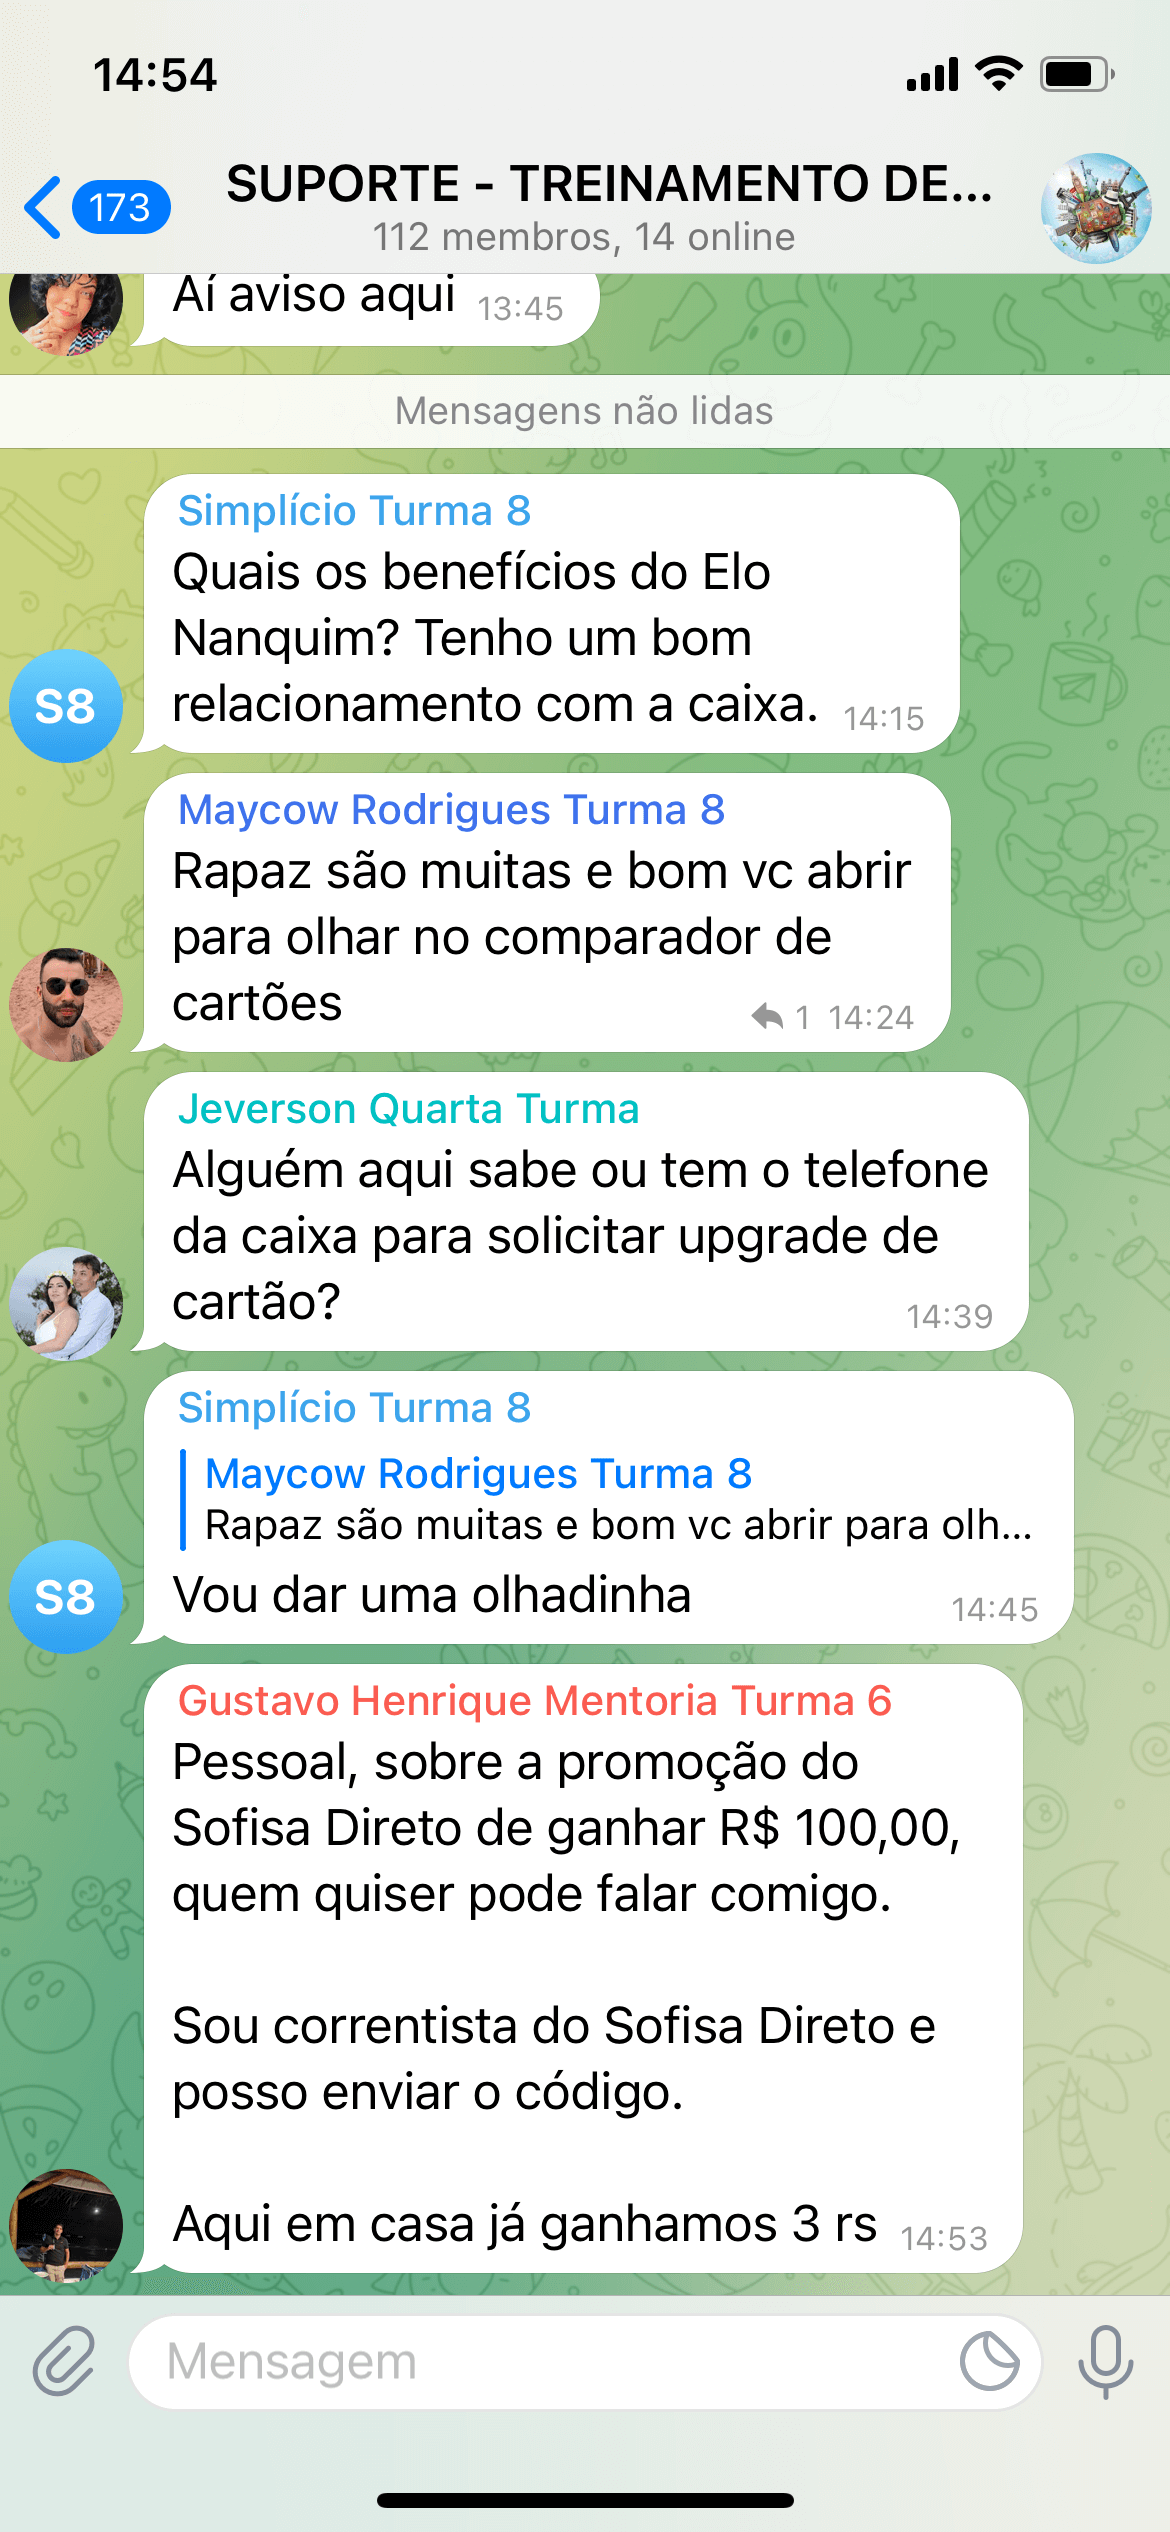 14:54
173
SUPORTE - TREINAMENTO DE...
112 membros, 14 online
Aí aviso aqui 13:45
Mensagens não lidas
Simplício Turma 8
Quais os benefícios do Elo
Nanquim? Tenho um bom
relacionamento com a caixa. 14:15
S8
Maycow Rodrigues Turma 8
Rapaz são muitas e bom vc abrir
para olhar no comparador de
cartões 1 14:24
Jeverson Quarta Turma
Alguém aqui sabe ou tem o telefone
da caixa para solicitar upgrade de
cartão? 14:39
Simplício Turma 8
Maycow Rodrigues Turma 8
Rapaz são muitas e bom vc abrir para olh...
Vou dar uma olhadinha 14:45
S8
Gustavo Henrique Mentoria Turma 6
Pessoal, sobre a promoção do
Sofisa Direto de ganhar R$ 100,00,
quem quiser pode falar comigo.
Sou correntista do Sofisa Direto e
posso enviar o código.
Aqui em casa já ganhamos 3 rs 14:53
Mensagem